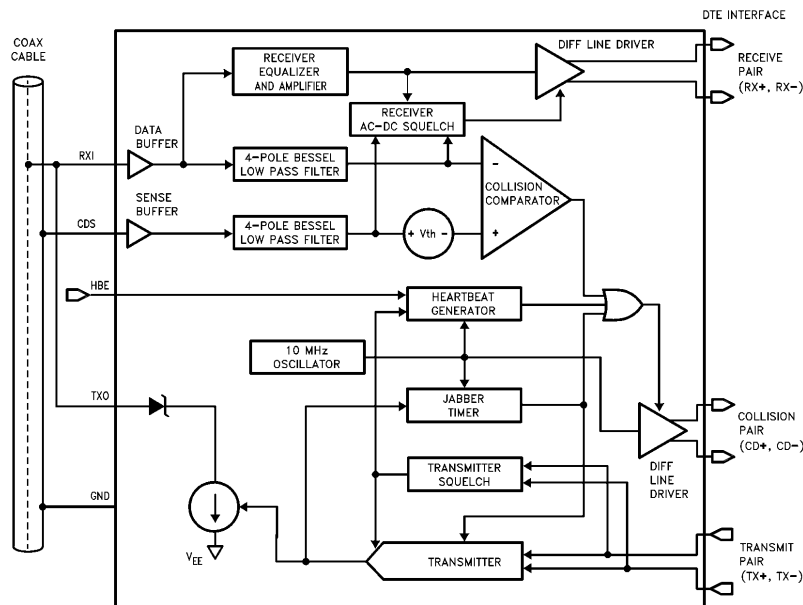 DTE INTERFACE
COAX
CABLE
RECEIVER
EQUALIZER
AND AMPLIFIER
DIFF LINE DRIVER
RECEIVE
PAIR
(RX+, RX-)
RECEIVER
AC-DC SQUELCH
DATA
BUFFER
RXI
4-POLE BESSEL
LOW PASS FILTER
-
COLLISION
COMPARATOR
SENSE
BUFFER
CDS
4-POLE BESSEL
LOW PASS FILTER
+ Vth -
+
HBE
HEARTBEAT
GENERATOR
10 MHz
OSCILLATOR
TXO
JABBER
TIMER
COLLISION
PAIR
(CD+, CD-)
DIFF
LINE
DRIVER
TRANSMITTER
SQUELCH
GND
VEE
TRANSMITTER
TRANSMIT
PAIR
(TX+, TX-)